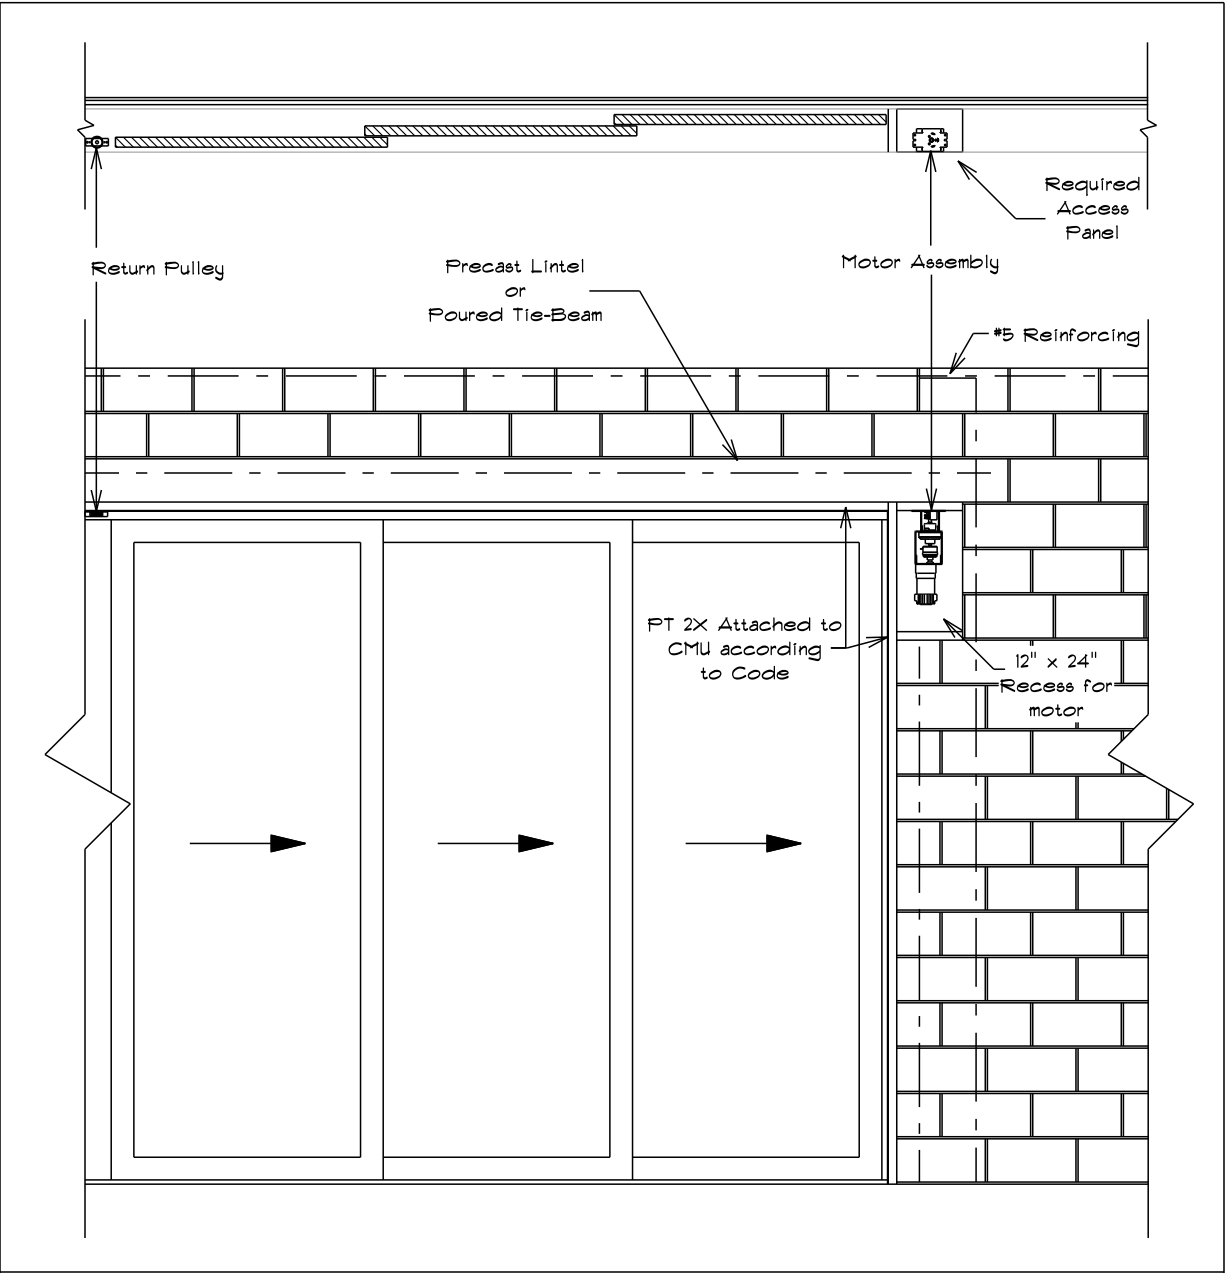 Required
Access
Panel
Return Pulley
Precast Lintel
or
Poured Tie-Beam
Motor Assembly
#5 Reinforcing
PT 2X Attached to
CMU according
to Code
12" x 24"
Recess for
motor